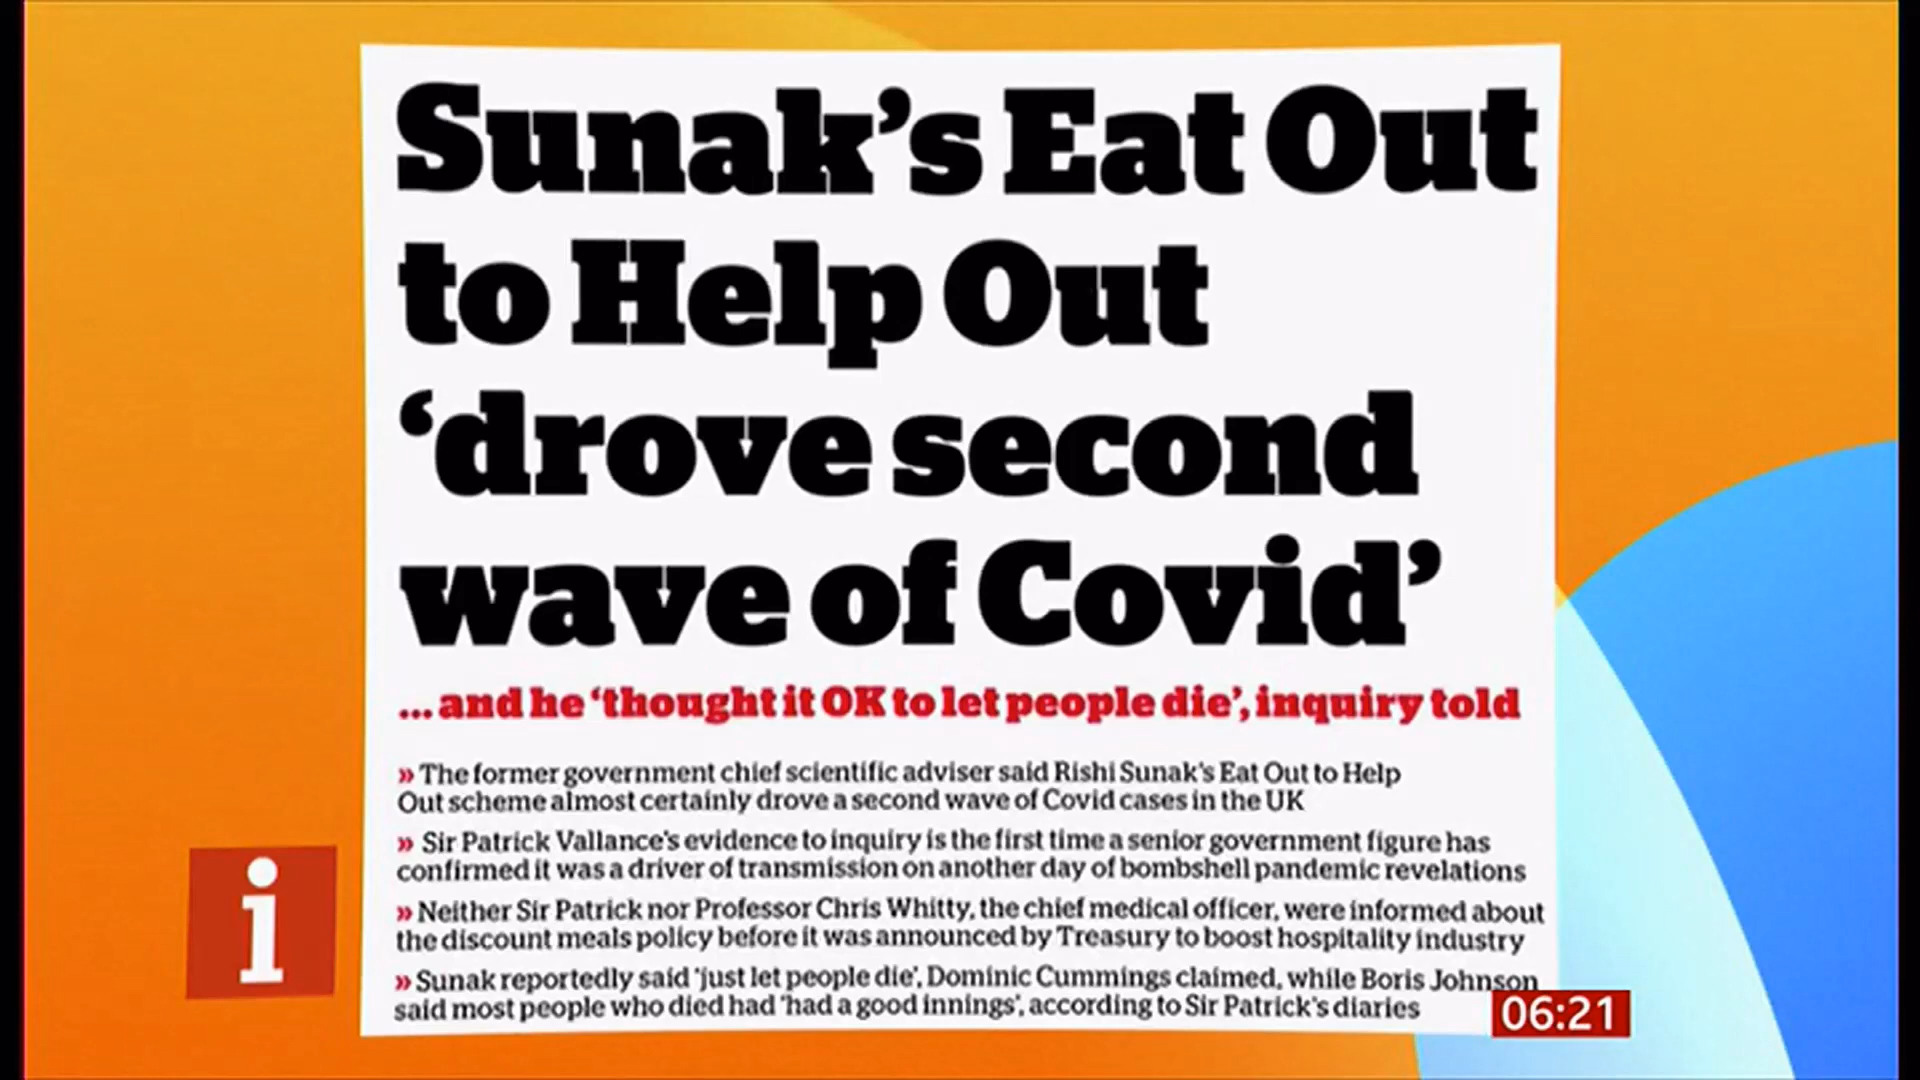 Sunak’s Eat Out
to Help Out
‘drove second
wave of Covid’
... and he ‘thought it OK to let people die’, inquiry told
» The former government chief scientific adviser said Rishi Sunak’s Eat Out to Help
Out scheme almost certainly drove a second wave of Covid cases in the UK
» Sir Patrick Vallance’s evidence to inquiry is the first time a senior government figure has
confirmed it was a driver of transmission on another day of bombshell pandemic revelations
» Neither Sir Patrick nor Professor Chris Whitty, the chief medical officer, were informed about
the discount meals policy before it was announced by Treasury to boost hospitality industry
» Sunak reportedly said ‘just let people die’, Dominic Cummings claimed, while Boris Johnson
said most people who died had ‘had a good innings’, according to Sir Patrick’s diaries
i
06:21